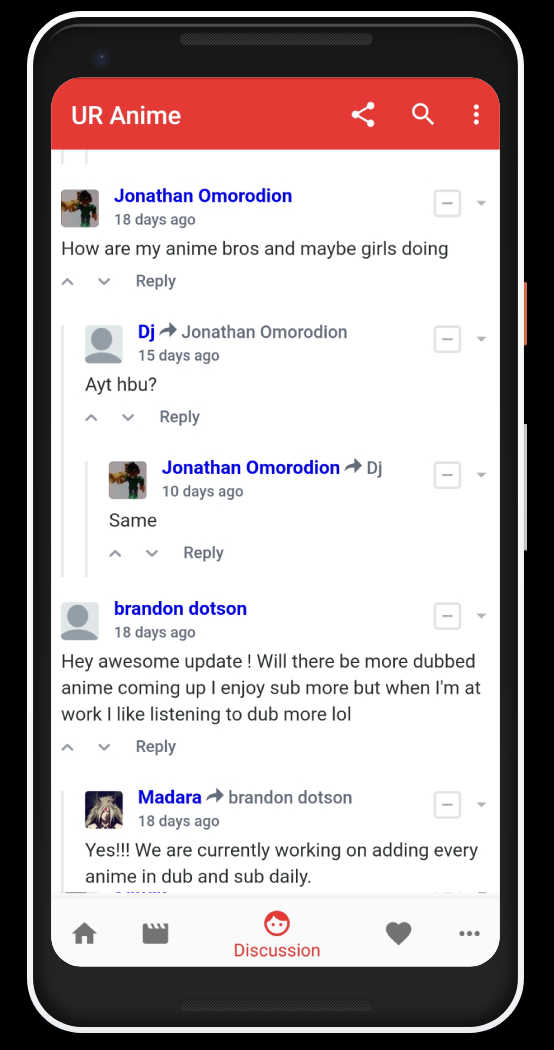 UR Anime
Jonathan Omorodion
18 days ago
How are my anime bros and maybe girls doing
Reply
Dj Jonathan Omorodion
15 days ago
Ayt hbu?
Reply
Jonathan Omorodion Dj
10 days ago
Same
Reply
brandon dotson
18 days ago
Hey awesome update ! Will there be more dubbed
anime coming up I enjoy sub more but when I'm at
work I like listening to dub more lol
Reply
Madara brandon dotson
18 days ago
Yes!!! We are currently working on adding every
anime in dub and sub daily.
Discussion